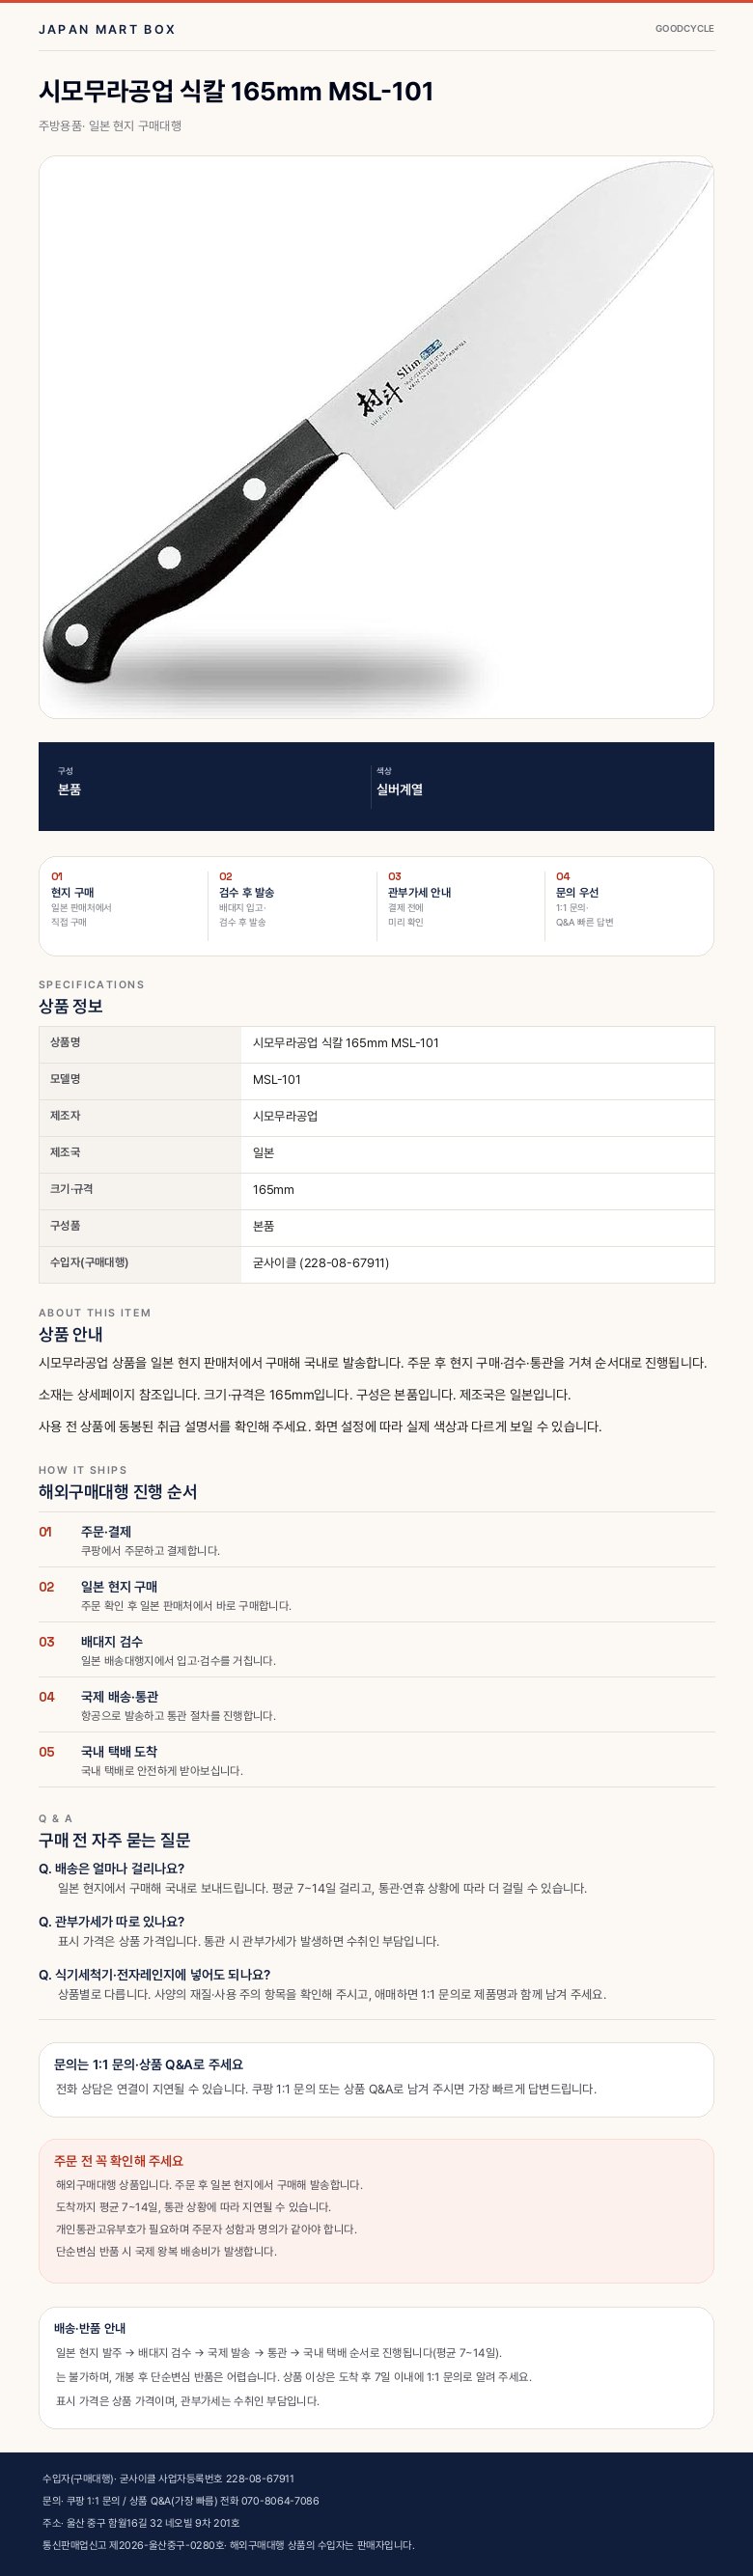 JAPAN MART BOX
GOODCYCLE
시모무라공업 식칼 165mm MSL-101
주방용품· 일본 현지 구매대행
村斗
Slim
MURATO
구성
본품
색상
실버계열
01
현지 구매
일본 판매처에서
직접 구매
02
검수 후 발송
배대지 입고·
검수 후 발송
03
관부가세 안내
결제 전에
미리 확인
04
문의 우선
1:1 문의·
Q&A 빠른 답변
SPECIFICATIONS
상품 정보
상품명 시모무라공업 식칼 165mm MSL-101
모델명 MSL-101
제조자 시모무라공업
제조국 일본
크기·규격 165mm
구성품 본품
수입자(구매대행) 굳사이클 (228-08-67911)
ABOUT THIS ITEM
상품 안내
시모무라공업 상품을 일본 현지 판매처에서 구매해 국내로 발송합니다. 주문 후 현지 구매·검수·통관을 거쳐 순서대로 진행됩니다.
소재는 상세페이지 참조입니다. 크기·규격은 165mm입니다. 구성은 본품입니다. 제조국은 일본입니다.
사용 전 상품에 동봉된 취급 설명서를 확인해 주세요. 화면 설정에 따라 실제 색상과 다르게 보일 수 있습니다.
HOW IT SHIPS
해외구매대행 진행 순서
01 주문·결제
쿠팡에서 주문하고 결제합니다.
02 일본 현지 구매
주문 확인 후 일본 판매처에서 바로 구매합니다.
03 배대지 검수
일본 배송대행지에서 입고·검수를 거칩니다.
04 국제 배송·통관
항공으로 발송하고 통관 절차를 진행합니다.
05 국내 택배 도착
국내 택배로 안전하게 받아보십니다.
Q & A
구매 전 자주 묻는 질문
Q. 배송은 얼마나 걸리나요?
일본 현지에서 구매해 국내로 보내드립니다. 평균 7~14일 걸리고, 통관·연휴 상황에 따라 더 걸릴 수 있습니다.
Q. 관부가세가 따로 있나요?
표시 가격은 상품 가격입니다. 통관 시 관부가세가 발생하면 수취인 부담입니다.
Q. 식기세척기·전자레인지에 넣어도 되나요?
상품별로 다릅니다. 사양의 재질·사용 주의 항목을 확인해 주시고, 애매하면 1:1 문의로 제품명과 함께 남겨 주세요.
문의는 1:1 문의·상품 Q&A로 주세요
전화 상담은 연결이 지연될 수 있습니다. 쿠팡 1:1 문의 또는 상품 Q&A로 남겨 주시면 가장 빠르게 답변드립니다.
주문 전 꼭 확인해 주세요
해외구매대행 상품입니다. 주문 후 일본 현지에서 구매해 발송합니다.
도착까지 평균 7~14일, 통관 상황에 따라 지연될 수 있습니다.
개인통관고유부호가 필요하며 주문자 성함과 명의가 같아야 합니다.
단순변심 반품 시 국제 왕복 배송비가 발생합니다.
배송·반품 안내
일본 현지 발주 → 배대지 검수 → 국제 발송 → 통관 → 국내 택배 순서로 진행됩니다(평균 7~14일).
는 불가하며, 개봉 후 단순변심 반품은 어렵습니다. 상품 이상은 도착 후 7일 이내에 1:1 문의로 알려 주세요.
표시 가격은 상품 가격이며, 관부가세는 수취인 부담입니다.
수입자(구매대행)· 굳사이클 사업자등록번호 228-08-67911
문의· 쿠팡 1:1 문의 / 상품 Q&A(가장 빠름) 전화 070-8064-7086
주소· 울산 중구 함월16길 32 네오빌 9차 201호
통신판매업신고 제2026-울산중구-0280호· 해외구매대행 상품의 수입자는 판매자입니다.